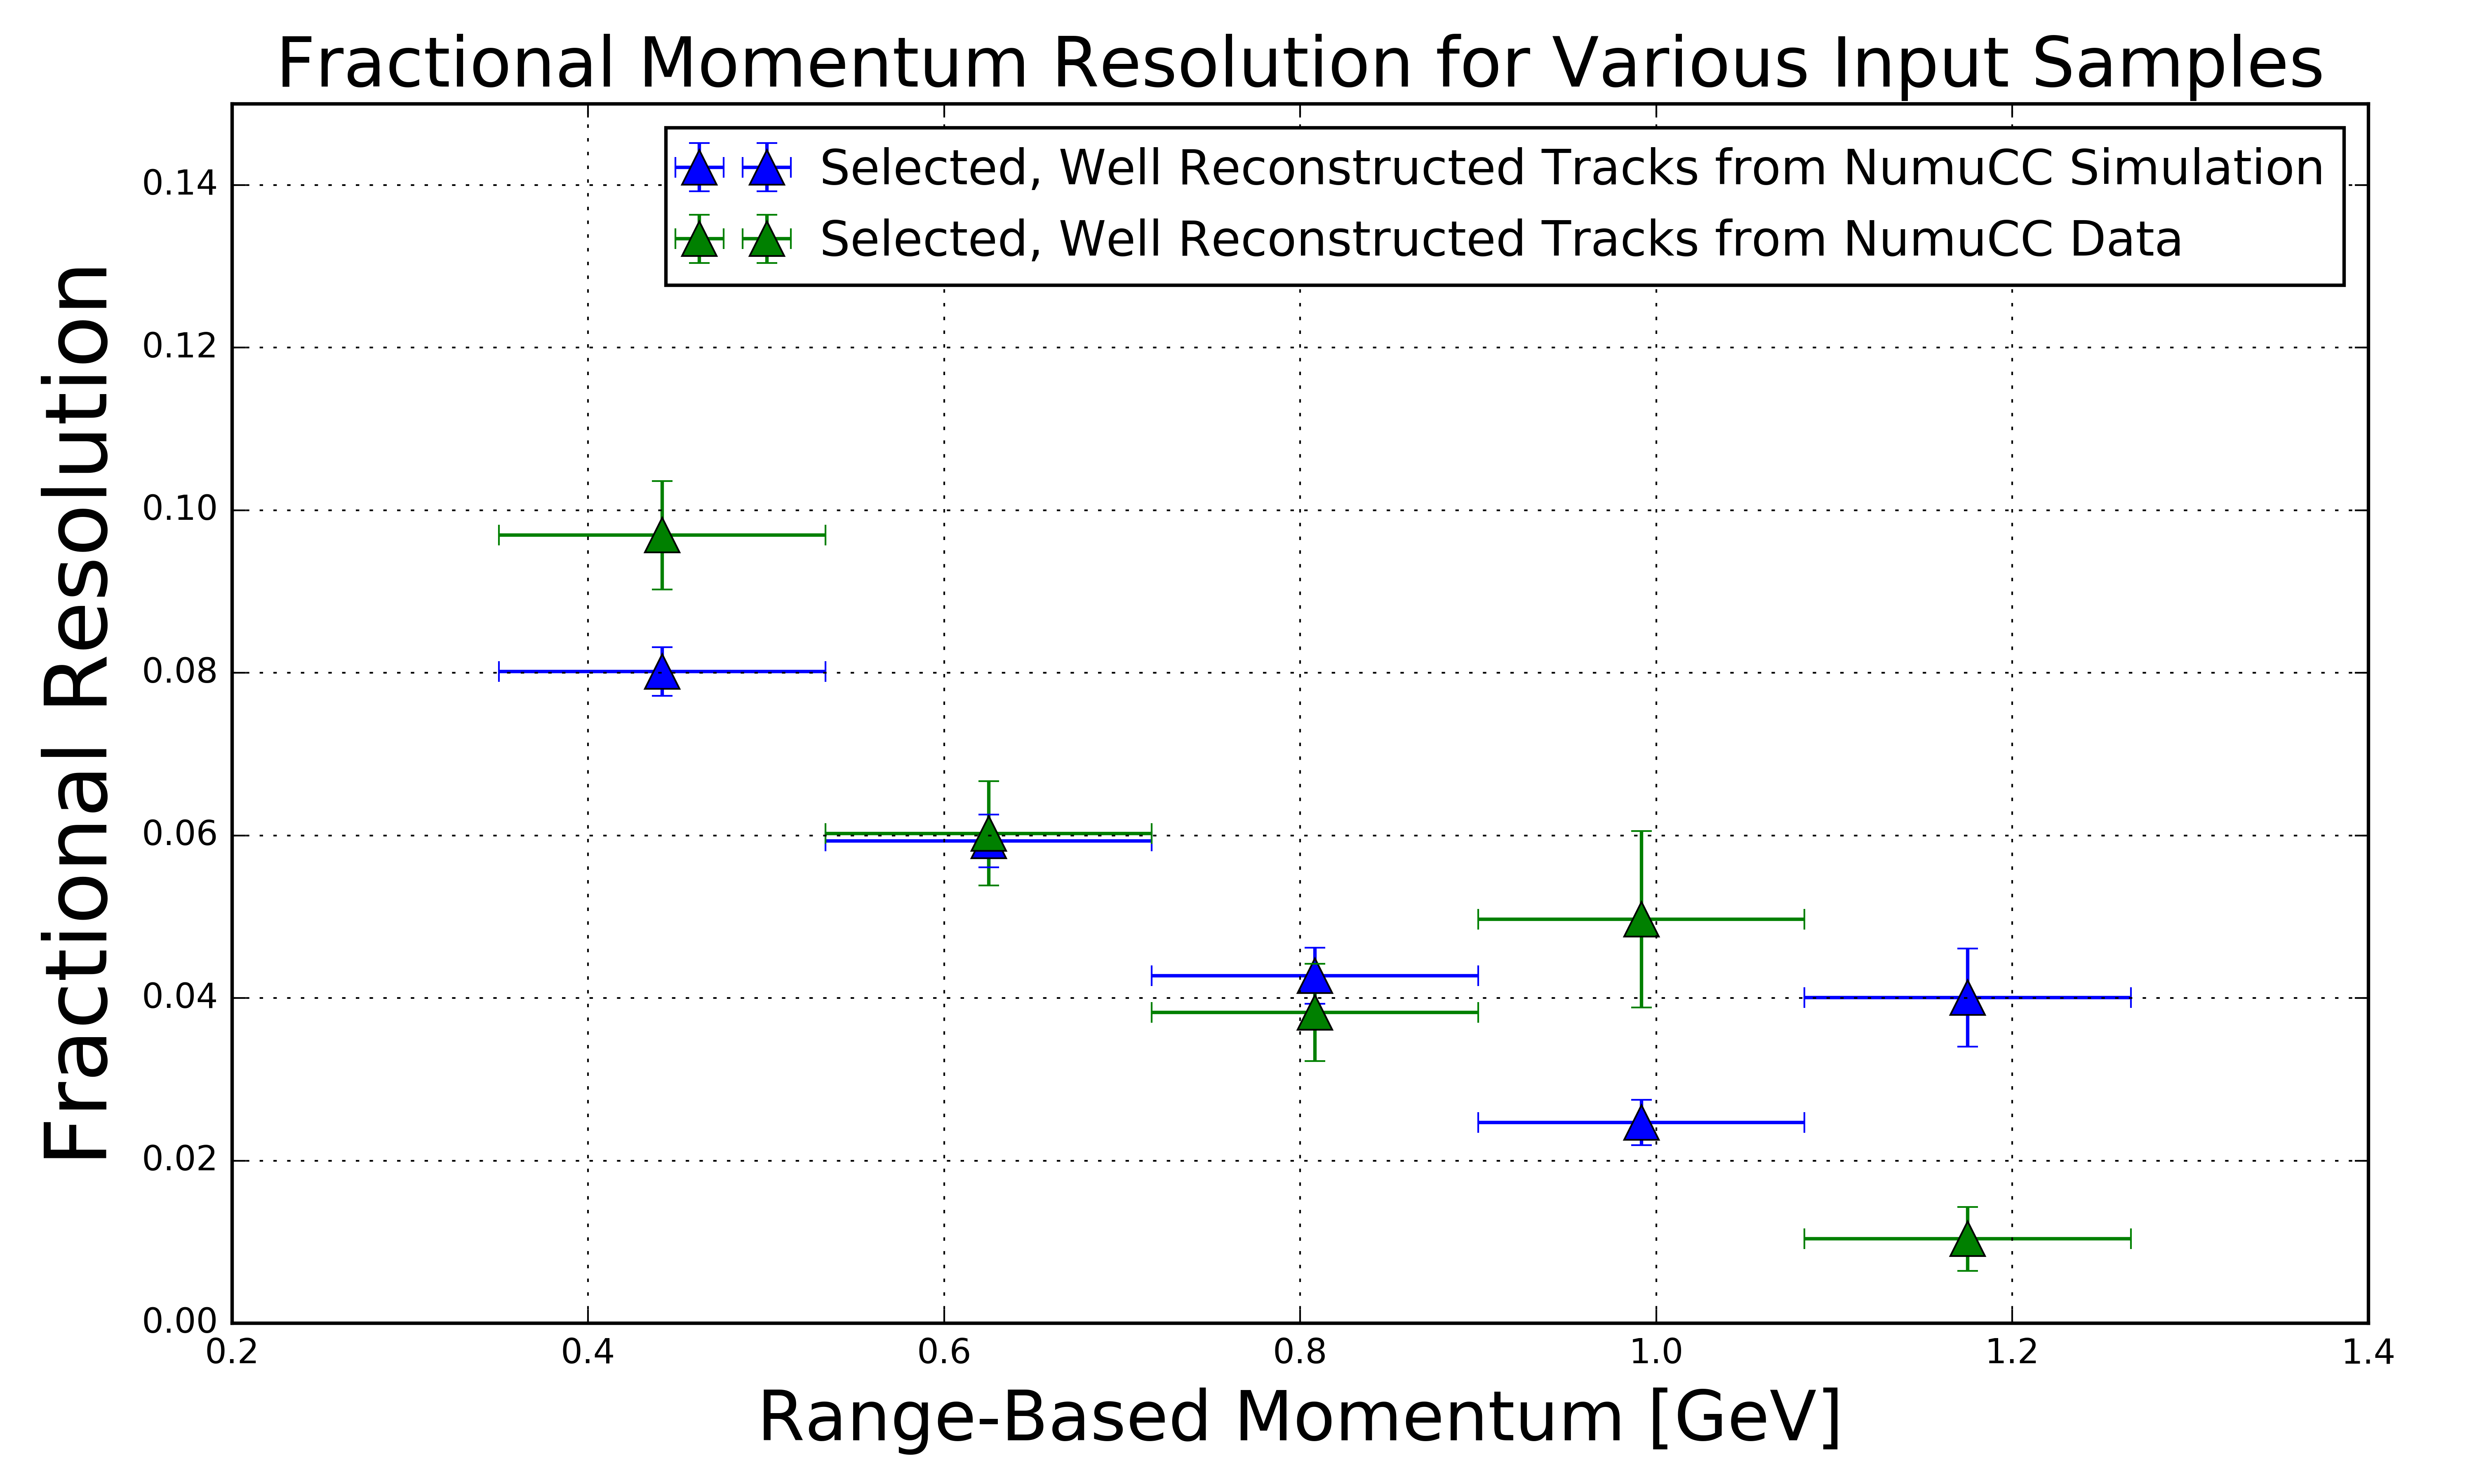 Fractional Momentum Resolution for Various Input Samples
Selected, Well Reconstructed Tracks from NumuCC Simulation
Selected, Well Reconstructed Tracks from NumuCC Data
Fractional Resolution
0.14
0.12
0.10
0.08
0.06
0.04
0.02
0.00
0.2 0.4 0.6 0.8 1.0 1.2 1.4
Range-Based Momentum [GeV]